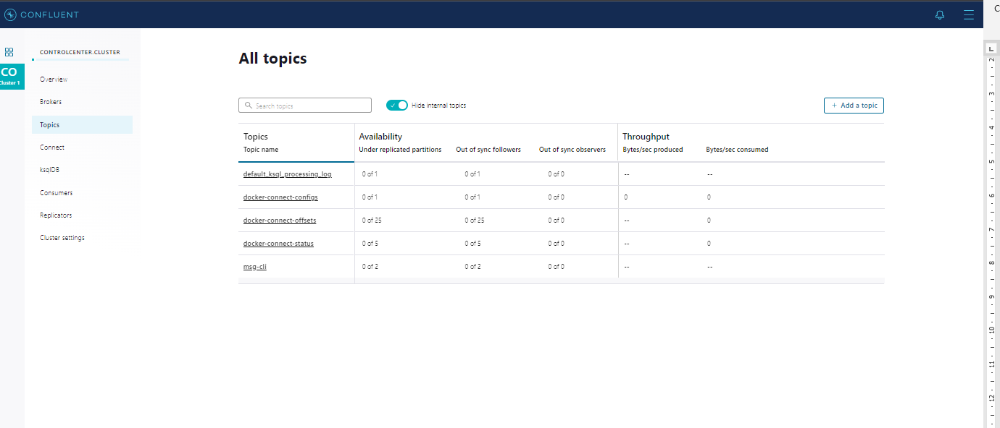 CONFLUENT
C
CONTROLCENTER.CLUSTER
CO
Cluster 1
Overview
Brokers
Topics
Connect
ksqlDB
Consumers
Replicators
Cluster settings
All topics
Search topics
Hide internal topics
+ Add a topic
Topics Availability Throughput
Topic name Under replicated partitions Out of sync followers Out of sync observers Bytes/sec produced Bytes/sec consumed
default_ksql_processing_log 0 of 1 0 of 1 0 of 0 -- --
docker-connect-configs 0 of 1 0 of 1 0 of 0 0 0
docker-connect-offsets 0 of 25 0 of 25 0 of 0 -- 0
docker-connect-status 0 of 5 0 of 5 0 of 0 -- 0
msg-cli 0 of 2 0 of 2 0 of 0 -- --
L
2
3
4
5
6
7
8
9
10
11
12